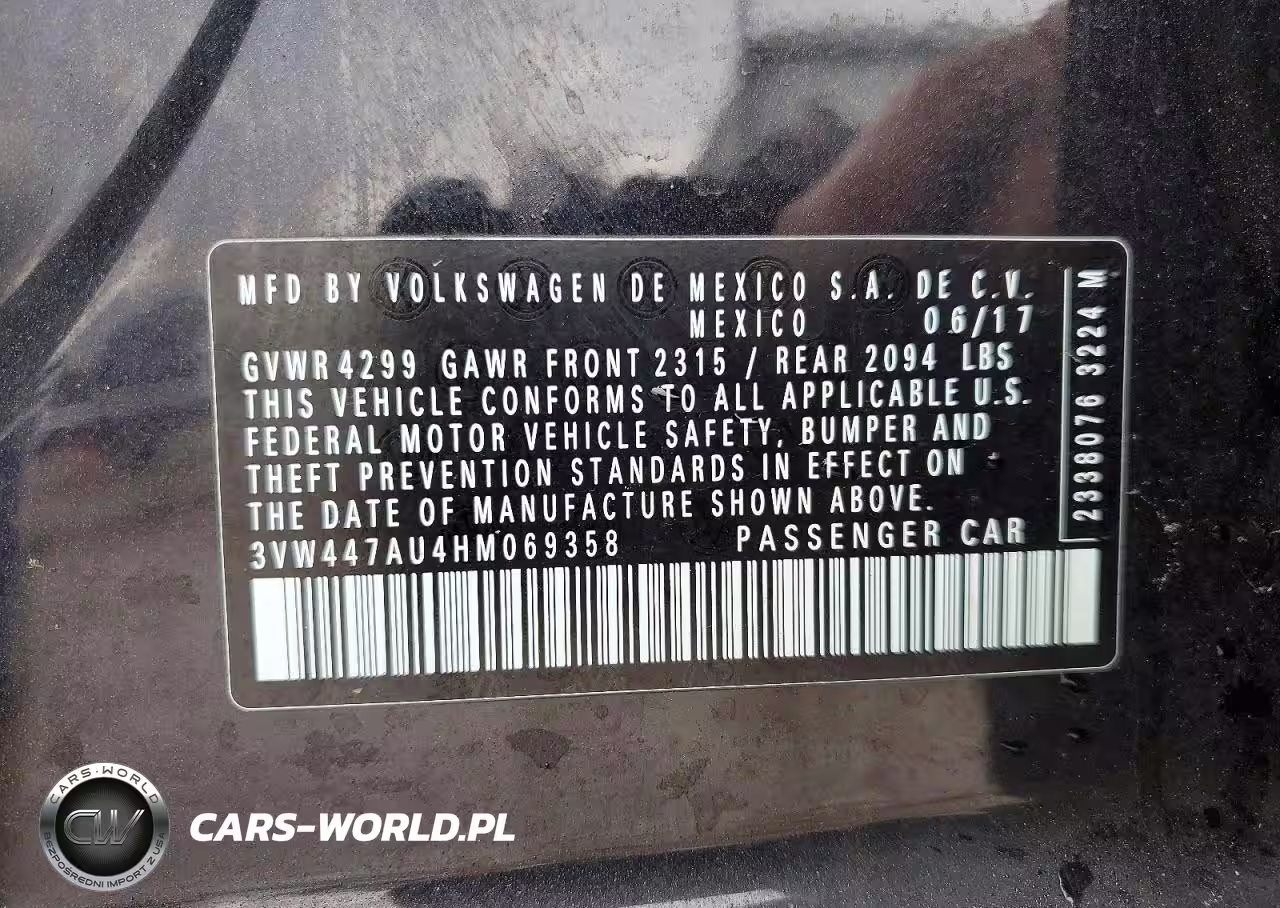 MFD BY VOLKSWAGEN DE MEXICO S.A. DE C.V.
MEXICO 06/17
GVWR 4299 GAWR FRONT 2315 / REAR 2094 LBS
THIS VEHICLE CONFORMS TO ALL APPLICABLE U.S.
FEDERAL MOTOR VEHICLE SAFETY, BUMPER AND
THEFT PREVENTION STANDARDS IN EFFECT ON
THE DATE OF MANUFACTURE SHOWN ABOVE.
3VW447AU4HM069358 PASSENGER CAR
2338076 3224 M
CARS-WORLD
CW
BEZPOŚREDNI IMPORT Z USA
CARS-WORLD.PL